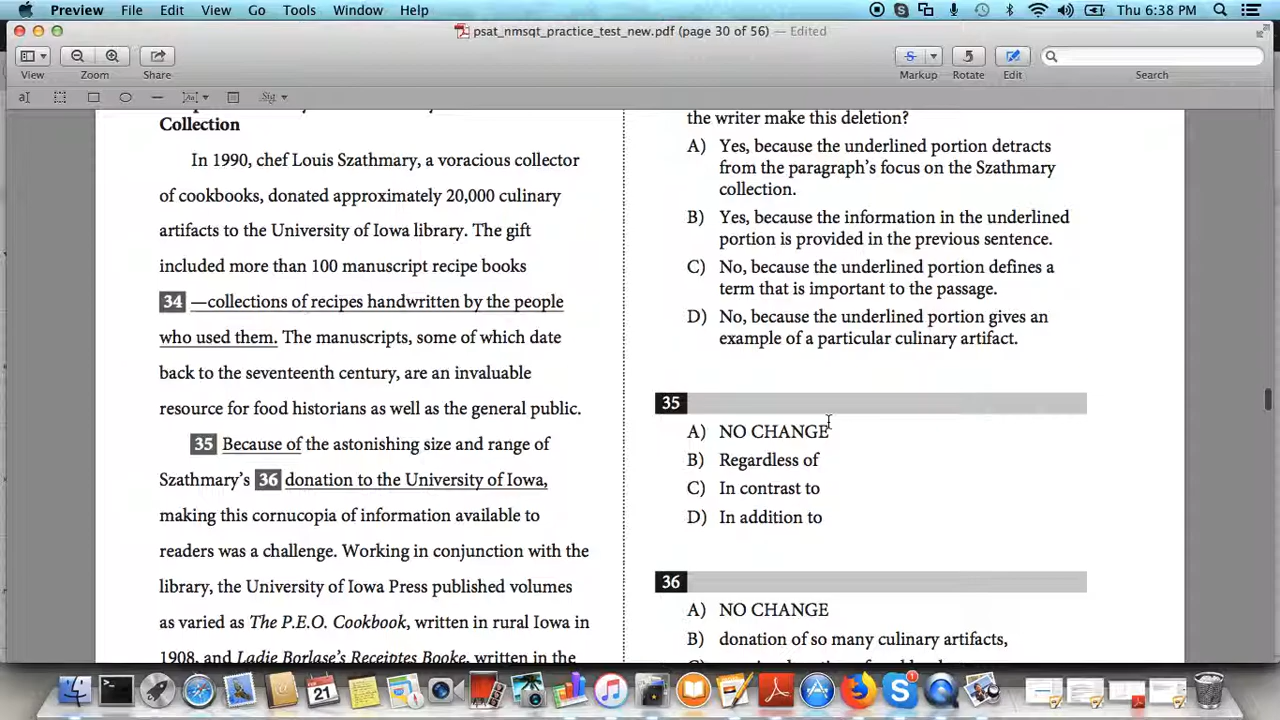 Preview File Edit View Go Tools Window Help Thu 6:38 PM
psat_nmsqt_practice_test_new.pdf (page 30 of 56) — Edited
View Zoom Share Markup Rotate Edit Search
Collection
In 1990, chef Louis Szathmary, a voracious collector
of cookbooks, donated approximately 20,000 culinary
artifacts to the University of Iowa library. The gift
included more than 100 manuscript recipe books
34 —collections of recipes handwritten by the people
who used them. The manuscripts, some of which date
back to the seventeenth century, are an invaluable
resource for food historians as well as the general public.
35 Because of the astonishing size and range of
Szathmary's 36 donation to the University of Iowa,
making this cornucopia of information available to
readers was a challenge. Working in conjunction with the
library, the University of Iowa Press published volumes
as varied as The P.E.O. Cookbook, written in rural Iowa in
1908, and Ladie Borlase's Receiptes Booke, written in the
the writer make this deletion?
A) Yes, because the underlined portion detracts
from the paragraph's focus on the Szathmary
collection.
B) Yes, because the information in the underlined
portion is provided in the previous sentence.
C) No, because the underlined portion defines a
term that is important to the passage.
D) No, because the underlined portion gives an
example of a particular culinary artifact.
35
A) NO CHANGE
B) Regardless of
C) In contrast to
D) In addition to
36
A) NO CHANGE
B) donation of so many culinary artifacts,